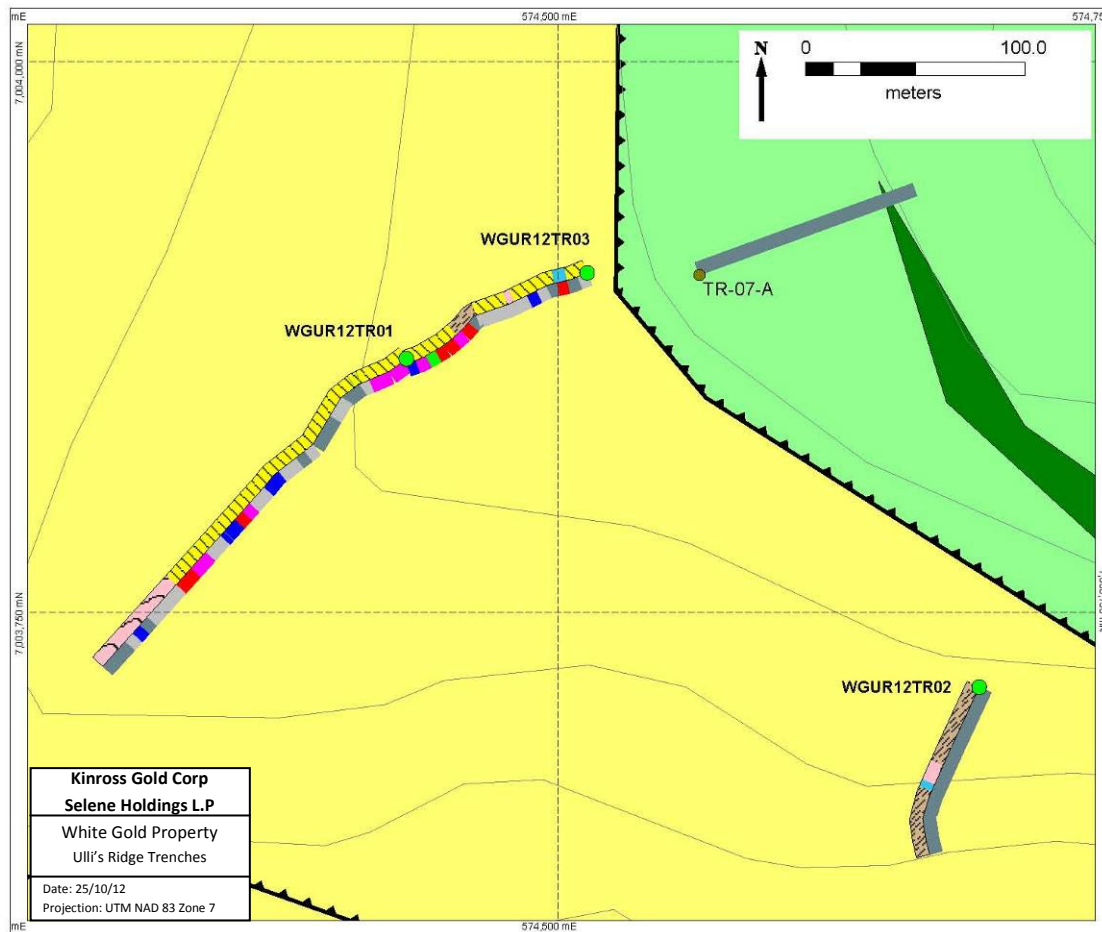 mE
574,500 mE
574,75
N
0
100.0
meters
7,004,000 mN
WGUR12TR03
TR-07-A
WGUR12TR01
7,003,750 mN
WGUR12TR02
Kinross Gold Corp
Selene Holdings L.P
White Gold Property
Ulli's Ridge Trenches
Date: 25/10/12
Projection: UTM NAD 83 Zone 7
mE
574,500 mE